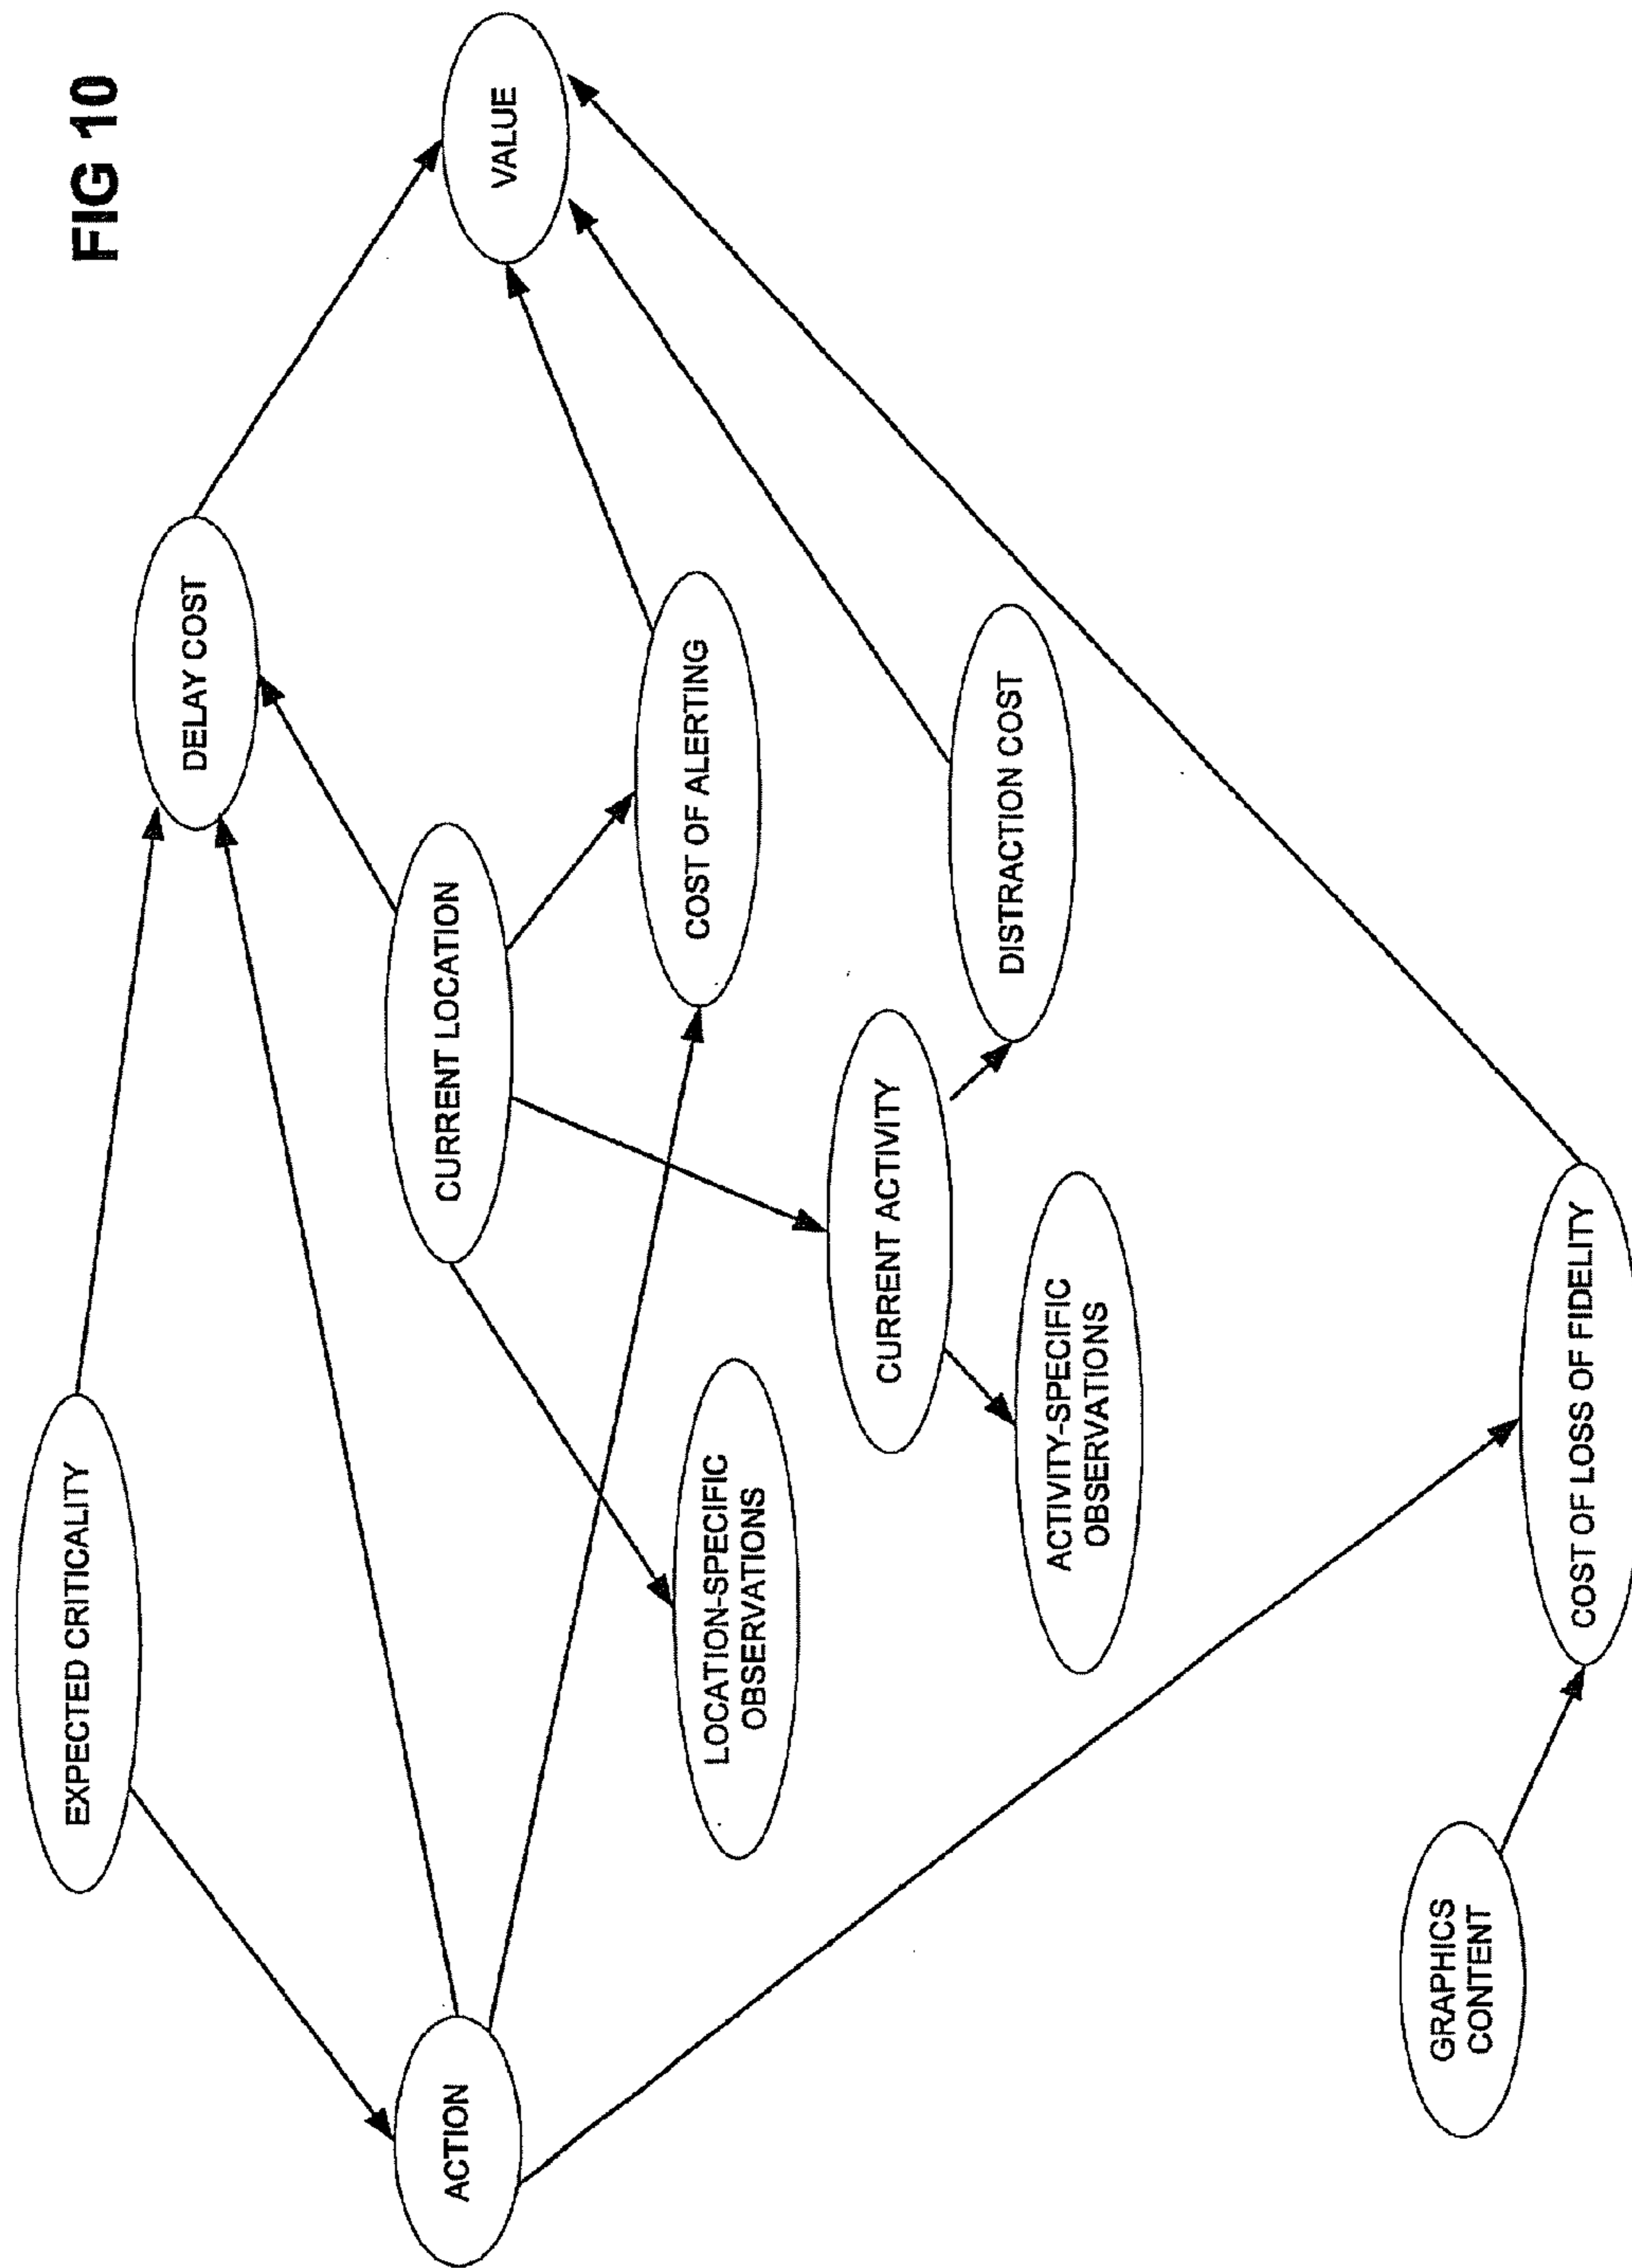 FIG 10
EXPECTED CRITICALITY
DELAY COST
ACTION
CURRENT LOCATION
VALUE
LOCATION-SPECIFIC
OBSERVATIONS
COST OF ALERTING
CURRENT ACTIVITY
DISTRACTION COST
ACTIVITY-SPECIFIC
OBSERVATIONS
GRAPHICS
CONTENT
COST OF LOSS OF FIDELITY